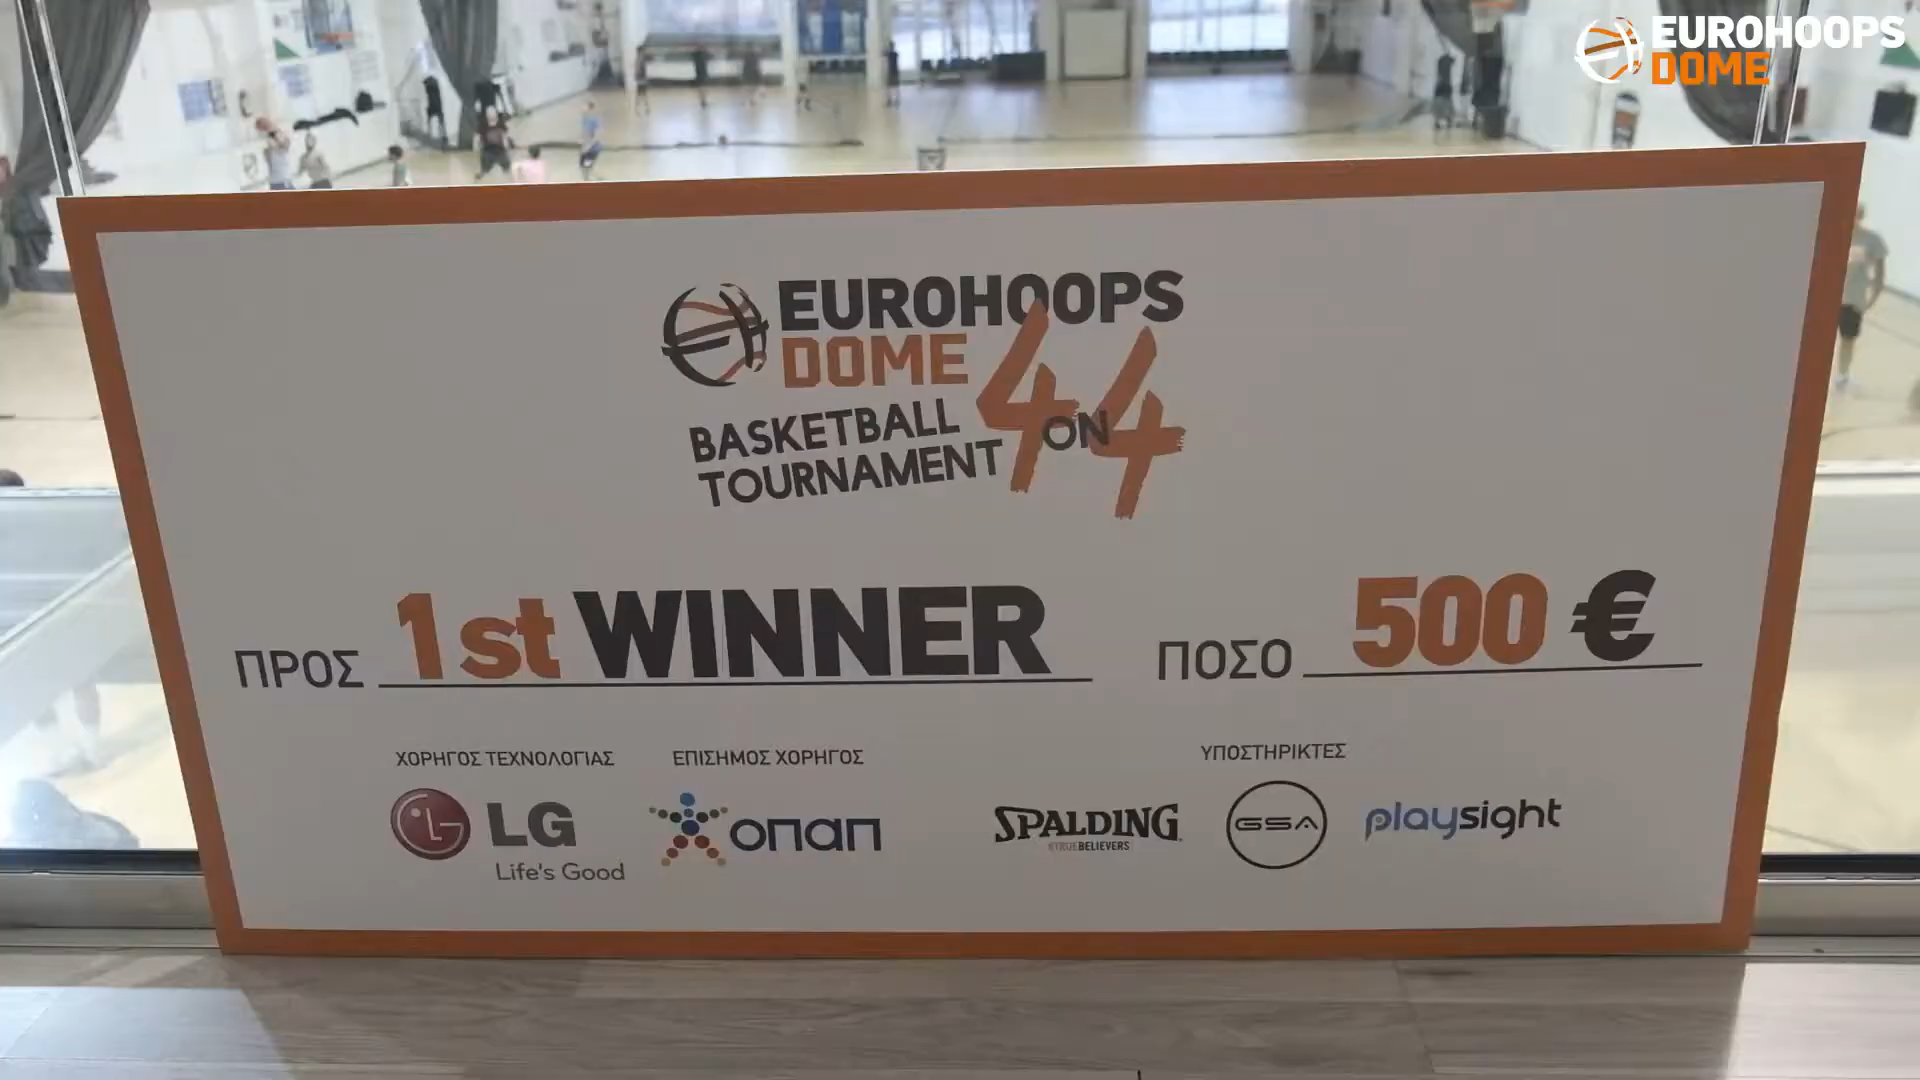 EUROHOOPS
DOME
EUROHOOPS
DOME
BASKETBALL
TOURNAMENT
4 ON 4
ΠΡΟΣ 1st WINNER
ΠΟΣΟ 500 €
ΧΟΡΗΓΟΣ ΤΕΧΝΟΛΟΓΙΑΣ
LG
Life's Good
ΕΠΙΣΗΜΟΣ ΧΟΡΗΓΟΣ
οπαπ
ΥΠΟΣΤΗΡΙΚΤΕΣ
SPALDING
#TRUEBELIEVERS
GSA
playsight